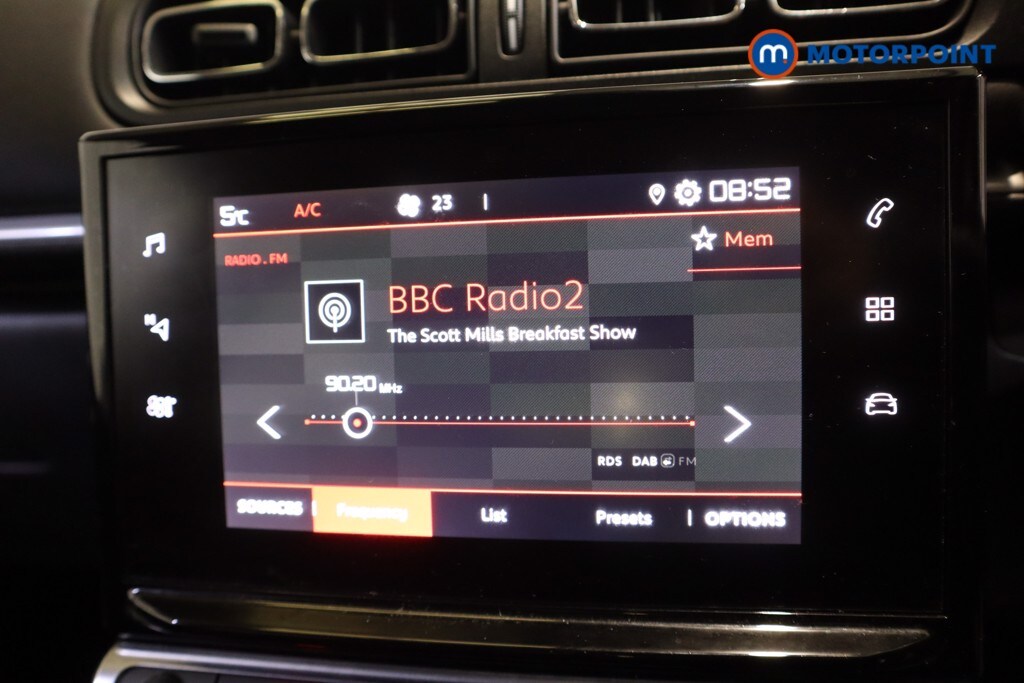 m MOTORPOINT
Src A/C 23 08:52
Mem
RADIO . FM
BBC Radio2
The Scott Mills Breakfast Show
90.20 MHz
RDS DAB FM
SOURCES Frequency List Presets OPTIONS
N